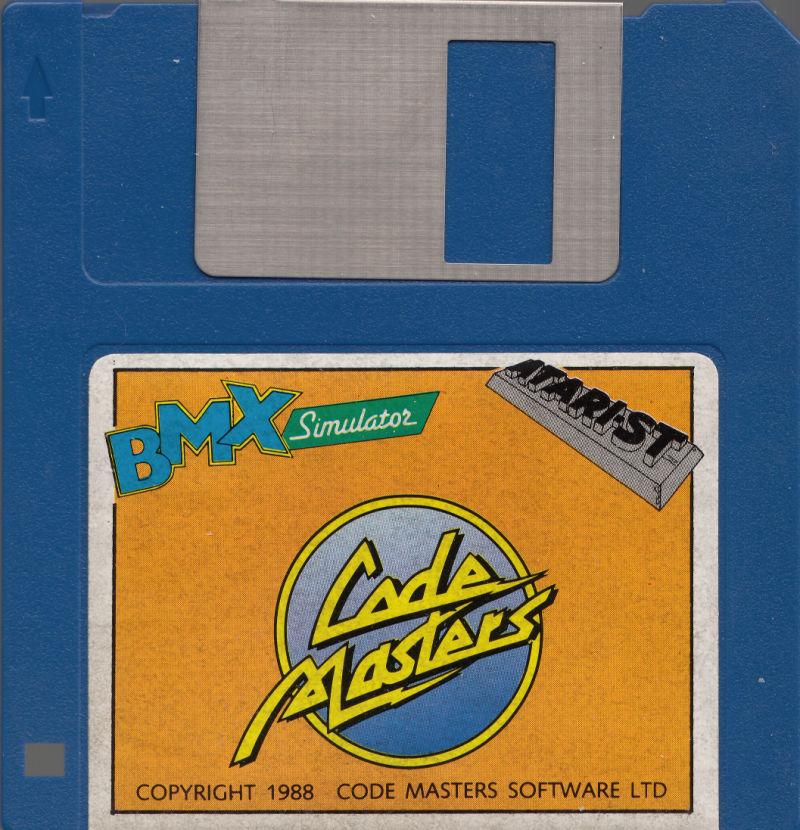 BMX Simulator
ATARI-ST
Code
Masters
COPYRIGHT 1988 CODE MASTERS SOFTWARE LTD